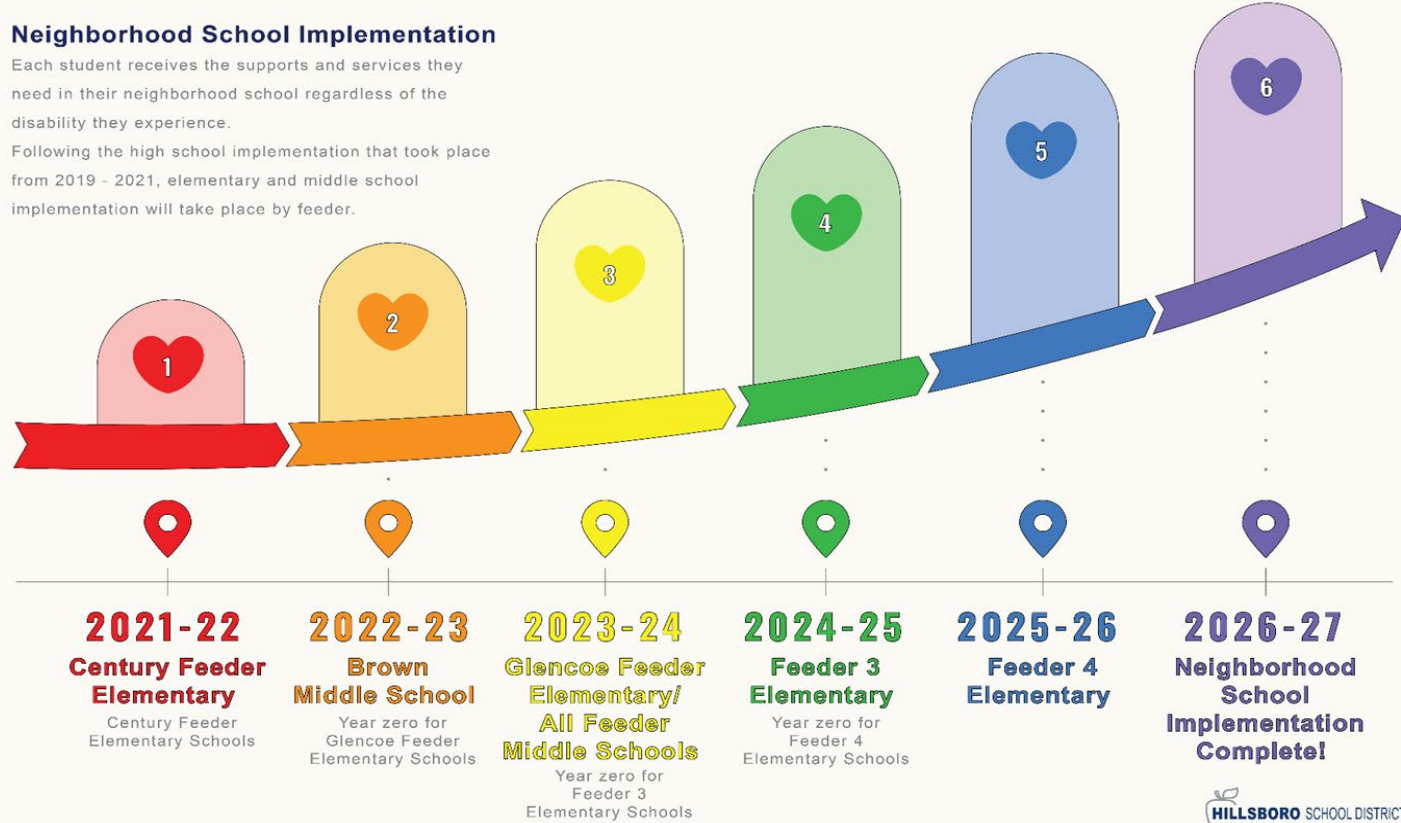 Neighborhood School Implementation
Each student receives the supports and services they
need in their neighborhood school regardless of the
disability they experience.
Following the high school implementation that took place
from 2019 - 2021, elementary and middle school
implementation will take place by feeder.
1
2
3
4
5
6
2021-22
Century Feeder
Elementary
Century Feeder
Elementary Schools
2022-23
Brown
Middle School
Year zero for
Glencoe Feeder
Elementary Schools
2023-24
Glencoe Feeder
Elementary/
All Feeder
Middle Schools
Year zero for
Feeder 3
Elementary Schools
2024-25
Feeder 3
Elementary
Year zero for
Feeder 4
Elementary Schools
2025-26
Feeder 4
Elementary
2026-27
Neighborhood
School
Implementation
Complete!
HILLSBORO SCHOOL DISTRICT